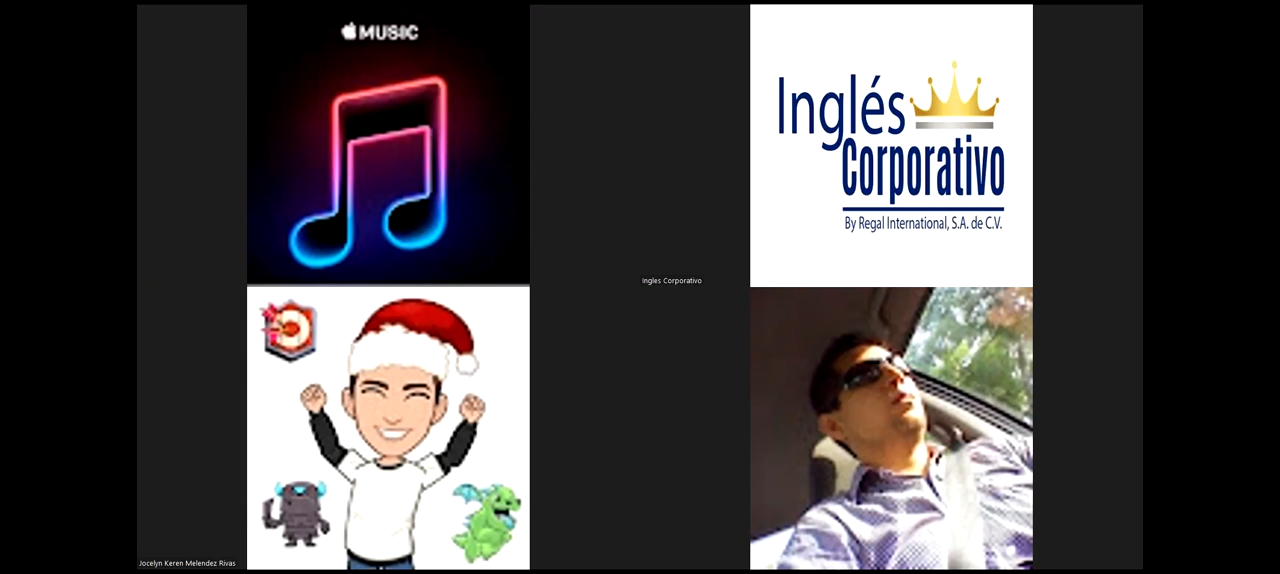 MUSIC
Inglés
Corporativo
By Regal International, S.A. de C.V.
Ingles Corporativo
Jocelyn Keren Melendez Rivas